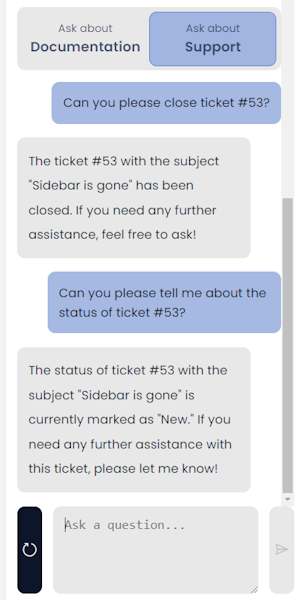 Ask about
Documentation
Ask about
Support
Can you please close ticket #53?
The ticket #53 with the subject
"Sidebar is gone" has been
closed. If you need any further
assistance, feel free to ask!
Can you please tell me about the
status of ticket #53?
The status of ticket #53 with the
subject "Sidebar is gone" is
currently marked as "New." If you
need any further assistance with
this ticket, please let me know!
Ask a question...